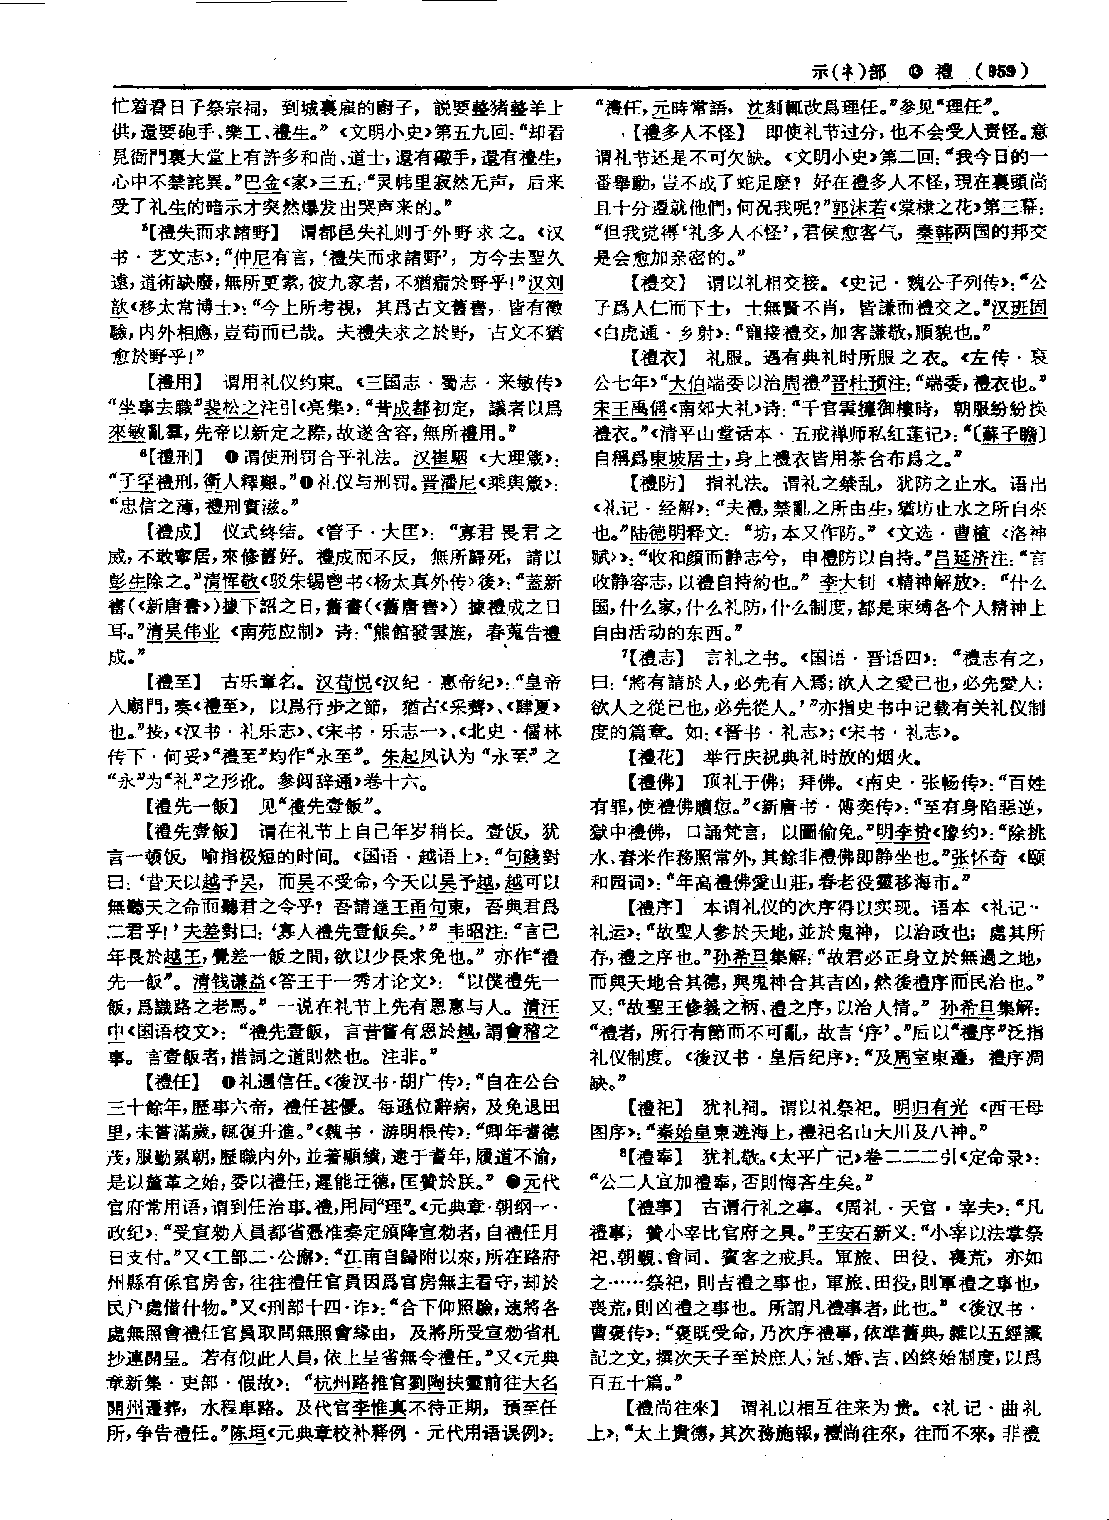 示(礻)部 ⓭ 禮 （959）
忙着看日子祭宗祠，到城裏雇的厨子，説要整猪整羊上
供，還要砲手、樂工、禮生。”《文明小史》第五九回：“却看
見衙門裏大堂上有許多和尚、道士，還有礮手，還有禮生，
心中不禁詫異。”巴金《家》三五：“灵帏里寂然无声，后来
受了礼生的暗示才突然爆发出哭声来的。”
⁵【禮失而求諸野】 谓都邑失礼则于外野求之。《汉
书·艺文志》：“仲尼有言，‘禮失而求諸野’；方今去聖久
遠，道術缺廢，無所更索，彼九家者，不猶瘉於野乎！”汉刘
歆《移太常博士》：“今上所考視，其爲古文舊書，皆有徵
驗，内外相應，豈苟而已哉。夫禮失求之於野，古文不猶
愈於野乎！”
【禮用】 谓用礼仪约束。《三国志·蜀志·来敏传》
“坐事去職”裴松之注引《亮集》：“昔成都初定，議者以爲
來敏亂羣，先帝以新定之際，故遂含容，無所禮用。”
⁶【禮刑】 ❶谓使刑罚合乎礼法。汉崔駰《大理箴》：
“于罕禮刑，衛人釋艱。”❷礼仪与刑罚。晋潘尼《乘舆箴》：
“忠信之薄，禮刑實滋。”
【禮成】 仪式终结。《管子·大匡》：“寡君畏君之
威，不敢寧居，來修舊好。禮成而不反，無所歸死，請以
彭生除之。”清恽敬《驳朱锡鬯书〈杨太真外传〉後》：“蓋新
書（《新唐書》）據下詔之日，舊書（《舊唐書》）據禮成之日
耳。”清吴伟业《南苑应制》诗：“熊館發雲旌，春蒐告禮
成。”
【禮至】 古乐章名。汉荀悦《汉纪·惠帝纪》：“皇帝
入廟門，奏《禮至》，以爲行步之節，猶古《采薺》、《肆夏》
也。”按，《汉书·礼乐志》、《宋书·乐志一》、《北史·儒林
传下·何妥》“禮至”均作“永至”。朱起凤认为“永至”之
“永”为“礼”之形讹。参阅辞通》卷十六。
【禮先一飯】 见“禮先壹飯”。
【禮先壹飯】 谓在礼节上自己年岁稍长。壹饭，犹
言一顿饭，喻指极短的时间。《国语·越语上》：“句踐對
曰：‘昔天以越予吴，而吴不受命，今天以吴予越，越可以
無聽天之命而聽君之令乎？吾請達王甬句東，吾與君爲
二君乎！’夫差對曰：‘寡人禮先壹飯矣。’”韦昭注：“言己
年長於越王，覺差一飯之間，欲以少長求免也。”亦作“禮
先一飯”。清钱谦益《答王于一秀才论文》：“以僕禮先一
飯，爲識路之老馬。”一说在礼节上先有恩惠与人。清汪
中《国语校文》：“禮先壹飯，言昔嘗有恩於越，謂會稽之
事。言壹飯者，措詞之道則然也。注非。”
【禮任】 ❶礼遇信任。《後汉书·胡广传》：“自在公台
三十餘年，歷事六帝，禮任甚優。每遜位辭病，及免退田
里，未嘗滿歲，輒復升進。”《魏书·游明根传》：“卿年耆德
茂，服勤累朝，歷職内外，並著顯績，逮于耆年，履道不渝，
是以釐革之始，委以禮任，遲能迂德，匡贊於朕。”❷元代
官府常用语，谓到任治事。禮，用同“理”。《元典章·朝纲一·
政纪》：“受宣勑人員都省憑准奏定頒降宣勑者，自禮任月
日支付。”又《工部二·公廨》：“江南自歸附以來，所在路府
州縣有係官房舍，往往禮任官員因爲官房無主看守，却於
民户處借什物。”又《刑部十四·诈》：“合下仰照驗，速將各
處無照會禮任官員取問無照會緣由，及將所受宣勑省札
抄連開呈。若有似此人員，依上呈省無令禮任。”又《元典
章新集·吏部·假故》：“杭州路推官劉陶扶靈前往大名
開州遷葬，水程車路。及代官李惟真不待正期，預至任
所，争告禮任。”陈垣《元典章校补释例·元代用语误例》：
“禮任，元時常語，沈刻輒改爲理任。”参见“理任”。
【禮多人不怪】 即使礼节过分，也不会受人责怪。意
谓礼节还是不可欠缺。《文明小史》第二回：“我今日的一
番舉動，豈不成了蛇足麽？好在禮多人不怪，現在裏頭尚
且十分遷就他們，何况我呢？”郭沫若《棠棣之花》第三幕：
“但我觉得‘礼多人不怪’，君侯愈客气，秦韩两国的邦交
是会愈加亲密的。”
【禮交】 谓以礼相交接。《史记·魏公子列传》：“公
子爲人仁而下士，士無賢不肖，皆謙而禮交之。”汉班固
《白虎通·乡射》：“寵接禮交，加客謙敬，順貌也。”
【禮衣】 礼服。遇有典礼时所服之衣。《左传·哀
公七年》“大伯端委以治周禮”晋杜预注：“端委，禮衣也。”
宋王禹偁《南郊大礼》诗：“千官雲擁御樓時，朝服紛紛换
禮衣。”《清平山堂话本·五戒禅师私红莲记》：“〔蘇子瞻〕
自稱爲東坡居士，身上禮衣皆用茶合布爲之。”
【禮防】 指礼法。谓礼之禁乱，犹防之止水。语出
《礼记·经解》：“夫禮，禁亂之所由生，猶坊止水之所自來
也。”陆德明释文：“坊，本又作防。”《文选·曹植〈洛神
赋〉》：“收和顔而静志兮，申禮防以自持。”吕延济注：“言
收静容志，以禮自持約也。”李大钊《精神解放》：“什么
国，什么家，什么礼防，什么制度，都是束缚各个人精神上
自由活动的东西。”
⁷【禮志】 言礼之书。《国语·晋语四》：“禮志有之，
曰：‘將有請於人，必先有入焉；欲人之愛己也，必先愛人；
欲人之從已也，必先從人。’”亦指史书中记载有关礼仪制
度的篇章。如：《晋书·礼志》；《宋书·礼志》。
【禮花】 举行庆祝典礼时放的烟火。
【禮佛】 顶礼于佛；拜佛。《南史·张畅传》：“百姓
有罪，使禮佛贖愆。”《新唐书·傅奕传》：“至有身陷惡逆，
獄中禮佛，口誦梵言，以圖偷免。”明李贽《豫约》：“除挑
水、舂米作務照常外，其餘非禮佛即静坐也。”张怀奇《颐
和园词》：“年高禮佛愛山莊，春老役靈移海市。”
【禮序】 本谓礼仪的次序得以实现。语本《礼记·
礼运》：“故聖人參於天地，並於鬼神，以治政也；處其所
存，禮之序也。”孙希旦集解：“故君必正身立於無過之地，
而與天地合其德，與鬼神合其吉凶，然後禮序而民治也。”
又：“故聖王修義之柄、禮之序，以治人情。”孙希旦集解：
“禮者，所行有節而不可亂，故言‘序’。”后以“禮序”泛指
礼仪制度。《後汉书·皇后纪序》：“及周室東遷，禮序凋
缺。”
【禮祀】 犹礼祠。谓以礼祭祀。明归有光《西王母
图序》：“秦始皇東遊海上，禮祀名山大川及八神。”
⁸【禮奉】 犹礼敬。《太平广记》卷二二二引《定命录》：
“公二人宜加禮奉，否則悔吝生矣。”
【禮事】 古谓行礼之事。《周礼·天官·宰夫》：“凡
禮事，贊小宰比官府之具。”王安石新义：“小宰以法掌祭
祀、朝覲、會同、賓客之戒具。軍旅、田役、喪荒，亦如
之……祭祀，則吉禮之事也，軍旅、田役，則軍禮之事也，
喪荒，則凶禮之事也。所謂凡禮事者，此也。”《後汉书·
曹褒传》：“褒既受命，乃次序禮事，依準舊典，雜以五經讖
記之文，撰次天子至於庶人，冠、婚、吉、凶終始制度，以爲
百五十篇。”
【禮尚往來】 谓礼以相互往来为贵。《礼记·曲礼
上》：“太上貴德，其次務施報，禮尚往來，往而不來，非禮